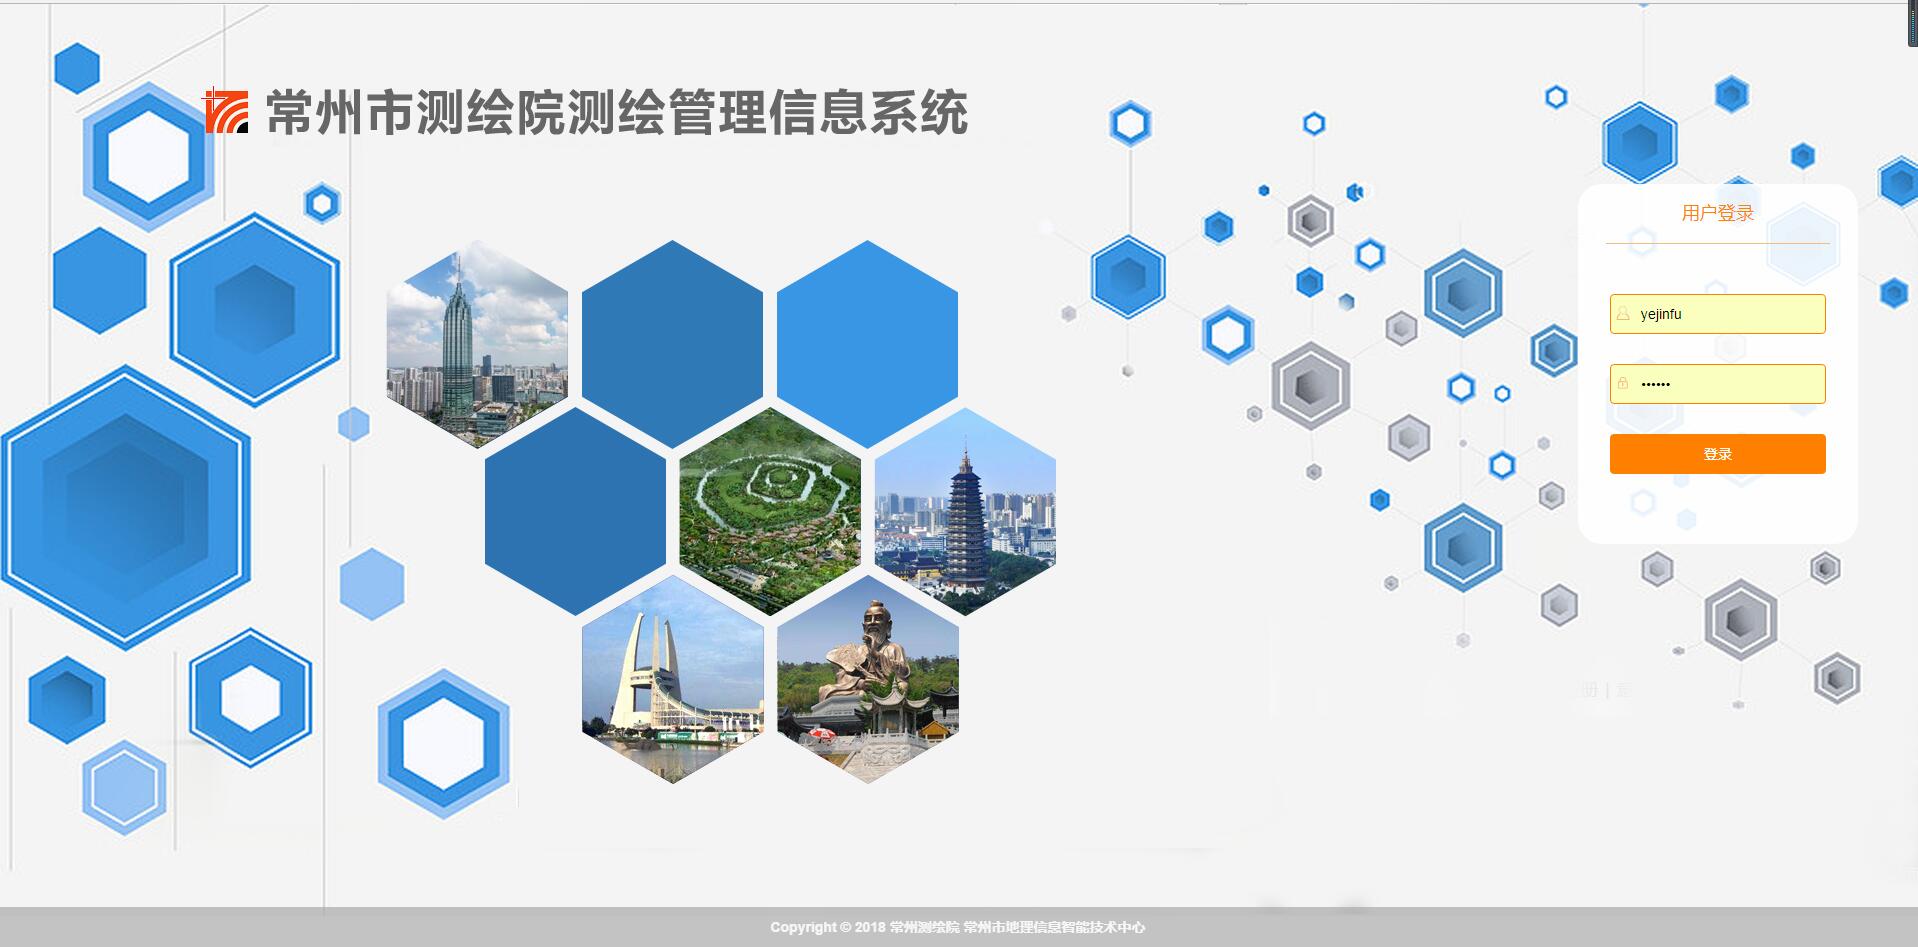 常州市测绘院测绘管理信息系统
用户登录
yejinfu
••••••
登录
Copyright © 2018 常州测绘院 常州市地理信息智能技术中心